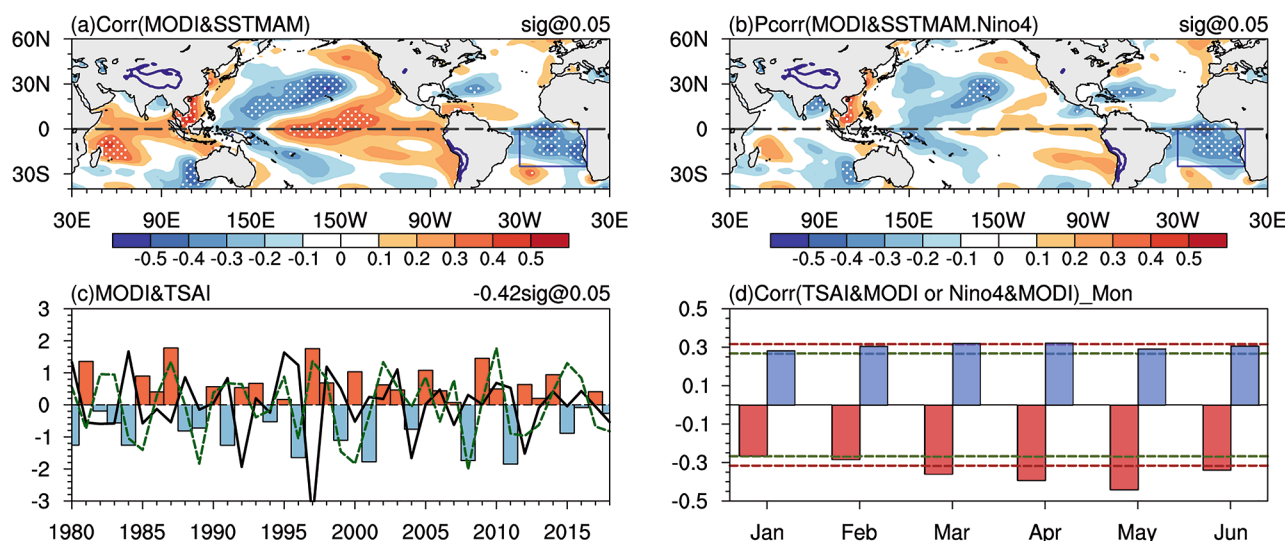 (a)Corr(MODI&SSTMAM) sig@0.05
60N
30N
0
30S
30E 90E 150E 150W 90W 30W 30E
-0.5 -0.4 -0.3 -0.2 -0.1 0 0.1 0.2 0.3 0.4 0.5
(b)Pcorr(MODI&SSTMAM.Nino4) sig@0.05
60N
30N
0
30S
30E 90E 150E 150W 90W 30W 30E
-0.5 -0.4 -0.3 -0.2 -0.1 0 0.1 0.2 0.3 0.4 0.5
(c)MODI&TSAI -0.42sig@0.05
3
2
1
0
-1
-2
-3
1980 1985 1990 1995 2000 2005 2010 2015
(d)Corr(TSAI&MODI or Nino4&MODI)_Mon
0.5
0.3
0.1
-0.1
-0.3
-0.5
Jan Feb Mar Apr May Jun